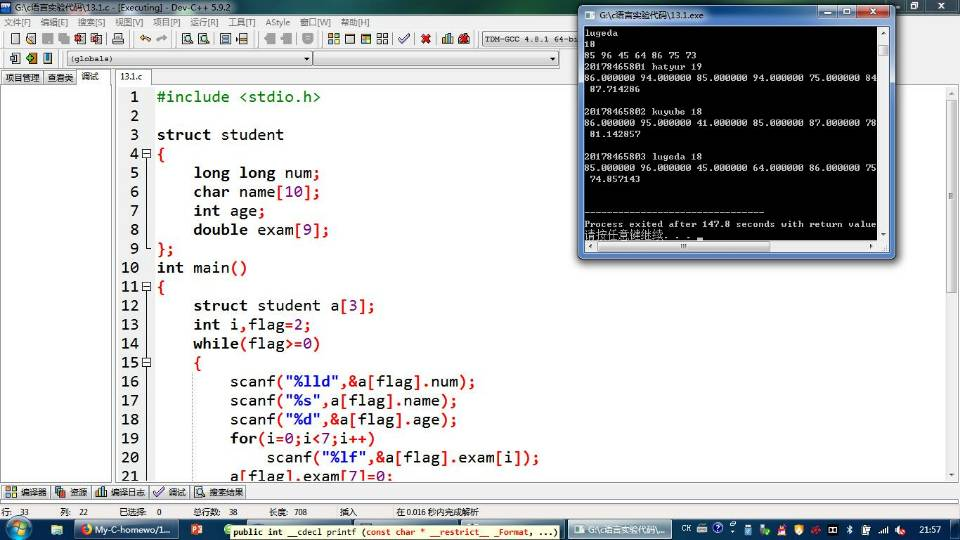 G:\c语言实验代码\13.1.c - [Executing] - Dev-C++ 5.9.2
文件[F] 编辑[E] 搜索[S] 视图[V] 项目[P] 运行[R] 工具[T] AStyle 窗口[W] 帮助[H]
TDM-GCC 4.8.1 64-bi
(globals)
项目管理 查看类 调试
13.1.c
1 #include <stdio.h>
2
3 struct student
4 {
5 long long num;
6 char name[10];
7 int age;
8 double exam[9];
9 };
10 int main()
11 {
12 struct student a[3];
13 int i,flag=2;
14 while(flag>=0)
15 {
16 scanf("%lld",&a[flag].num);
17 scanf("%s",a[flag].name);
18 scanf("%d",&a[flag].age);
19 for(i=0;i<7;i++)
20 scanf("%lf",&a[flag].exam[i]);
21 a[flag].exam[7]=0;
G:\c语言实验代码\13.1.exe
lugeda
18
85 96 45 64 86 75 73
20178465801 hatyur 19
86.000000 94.000000 85.000000 94.000000 75.000000 84
87.714286
20178465802 kuyube 18
86.000000 95.000000 41.000000 85.000000 87.000000 78
81.142857
20178465803 lugeda 18
85.000000 96.000000 45.000000 64.000000 86.000000 75
74.857143
--------------------------------
Process exited after 147.8 seconds with return value
请按任意键继续. . .
编译器 资源 编译日志 调试 搜索结果
行: 33 列: 22 已选择: 0 总行数: 38 长度: 708 插入 在 0.016 秒内完成解析
My-C-homewo/1...
public int __cdecl printf (const char * __restrict__ _Format, ...)
G:\c语言实验代码\...
CK
21:57